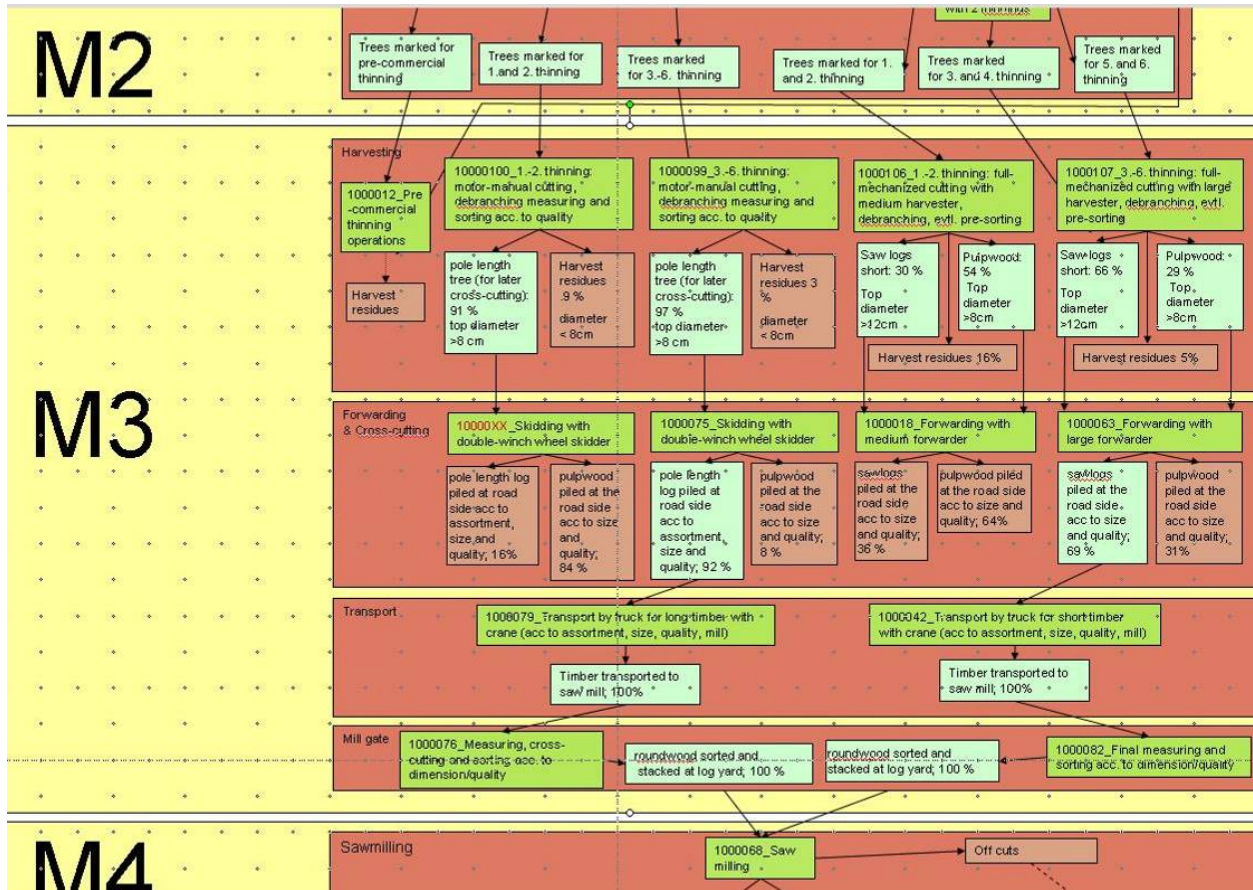 M2
with 2 thinnings
Trees marked for
pre-commercial
thinning
Trees marked for
1.and 2. thinning
Trees marked
for 3.-6. thinning
Trees marked for 1.
and 2. thinning
Trees marked
for 3. and 4. thinning
Trees marked
for 5. and 6.
thinning
M3
Harvesting
1000012_Pre
-commercial
thinning
operations
Harvest
residues
10000100_1.-2. thinning:
motor-manual cutting,
debranching measuring and
sorting acc. to quality
pole length
tree (for later
cross-cutting):
91 %
top diameter
>8 cm
Harvest
residues
.9 %
diameter
< 8cm
1000099_3.-6. thinning:
motor-manual cutting,
debranching measuring and
sorting acc. to quality
pole length
tree (for later
cross-cutting):
97 %
top diameter
>8 cm
Harvest
residues 3
%
diameter
< 8cm
1000106_1.-2. thinning: full-
mechanized cutting with
medium harvester,
debranching, evtl. pre-sorting
Saw logs
short: 30 %
Top
diameter
>12cm
Pulpwood:
54 %
Top
diameter
>8cm
Harvest residues 16%
1000107_3.-6. thinning: full-
mechanized cutting with large
harvester, debranching, evtl.
pre-sorting
Saw logs
short: 66 %
Top
diameter
>12cm
Pulpwood:
29 %
Top
diameter
>8cm
Harvest residues 5%
Forwarding
& Cross-cutting
10000XX_Skidding with
double-winch wheel skidder
pole length log
piled at road
side acc to
assortment,
size and
quality; 16%
pulpwood
piled at the
road side
acc to size
and
quality;
84 %
1000075_Skidding with
double-winch wheel skidder
pole length
log piled at
road side
acc to
assortment,
size and
quality; 92 %
pulpwood
piled at the
road side
acc to size
and quality;
8 %
1000018_Forwarding with
medium forwarder
sawlogs
piled at the
road side
acc to size
and quality;
36 %
pulpwood piled
at the road side
acc to size and
quality; 64%
1000063_Forwarding with
large forwarder
sawlogs
piled at the
road side
acc to size
and quality;
69 %
pulpwood
piled at the
road side
acc to size
and quality;
31%
Transport
1000079_Transport by truck for long timber with
crane (acc to assortment, size, quality, mill)
Timber transported to
saw mill; 100%
1000042_Transport by truck for short timber
with crane (acc to assortment, size, quality, mill)
Timber transported to
saw mill; 100%
Mill gate
1000076_Measuring, cross-
cutting and sorting acc. to
dimension/quality
roundwood sorted and
stacked at log yard; 100 %
roundwood sorted and
stacked at log yard; 100 %
1000082_Final measuring and
sorting acc. to dimension/quality
M4
Sawmilling
1000068_Saw
milling
Off cuts